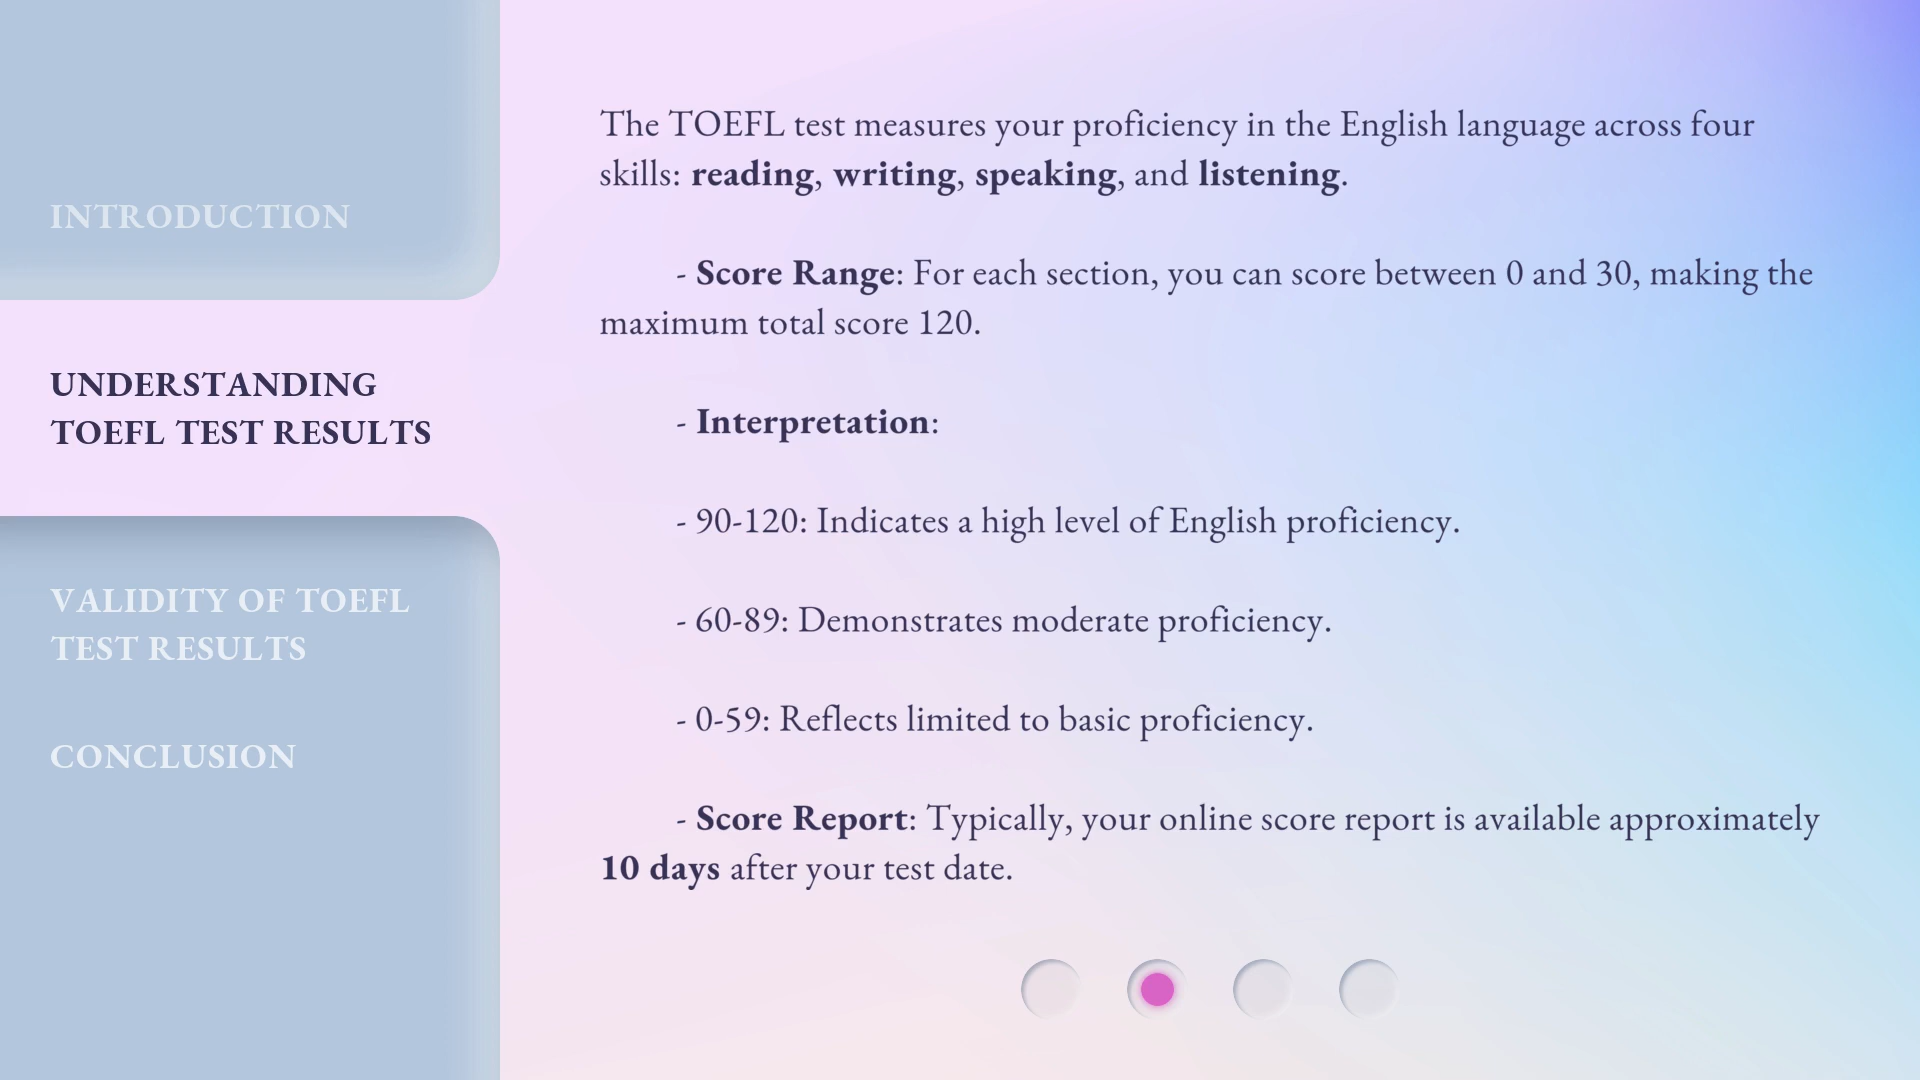 INTRODUCTION
UNDERSTANDING
TOEFL TEST RESULTS
VALIDITY OF TOEFL
TEST RESULTS
CONCLUSION
The TOEFL test measures your proficiency in the English language across four
skills: reading, writing, speaking, and listening.
- Score Range: For each section, you can score between 0 and 30, making the
maximum total score 120.
- Interpretation:
- 90-120: Indicates a high level of English proficiency.
- 60-89: Demonstrates moderate proficiency.
- 0-59: Reflects limited to basic proficiency.
- Score Report: Typically, your online score report is available approximately
10 days after your test date.